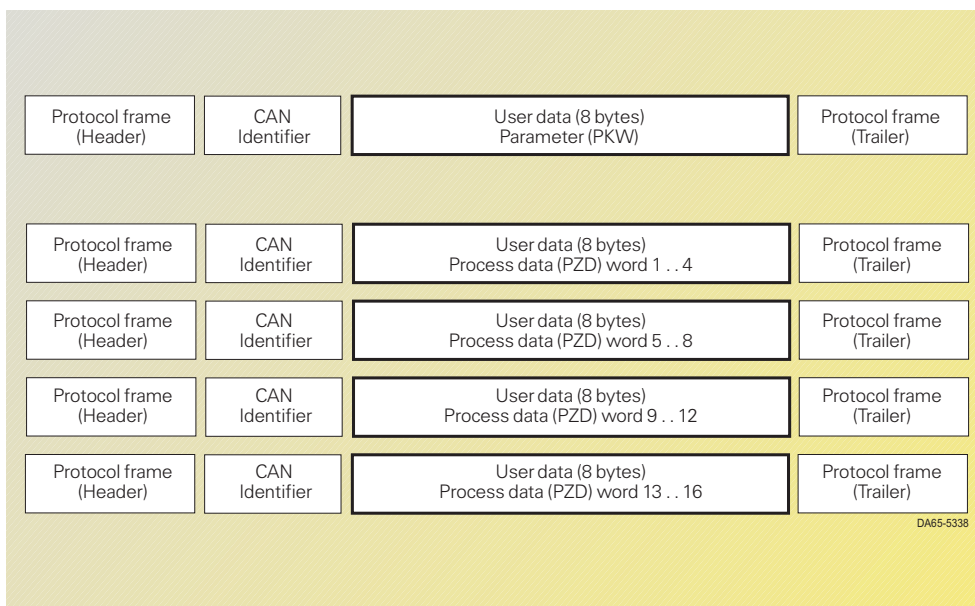 Protocol frame (Header) CAN Identifier User data (8 bytes) Parameter (PKW) Protocol frame (Trailer)
Protocol frame (Header) CAN Identifier User data (8 bytes) Process data (PZD) word 1 . . 4 Protocol frame (Trailer)
Protocol frame (Header) CAN Identifier User data (8 bytes) Process data (PZD) word 5 . . 8 Protocol frame (Trailer)
Protocol frame (Header) CAN Identifier User data (8 bytes) Process data (PZD) word 9 . . 12 Protocol frame (Trailer)
Protocol frame (Header) CAN Identifier User data (8 bytes) Process data (PZD) word 13 . . 16 Protocol frame (Trailer)
DA65-5338